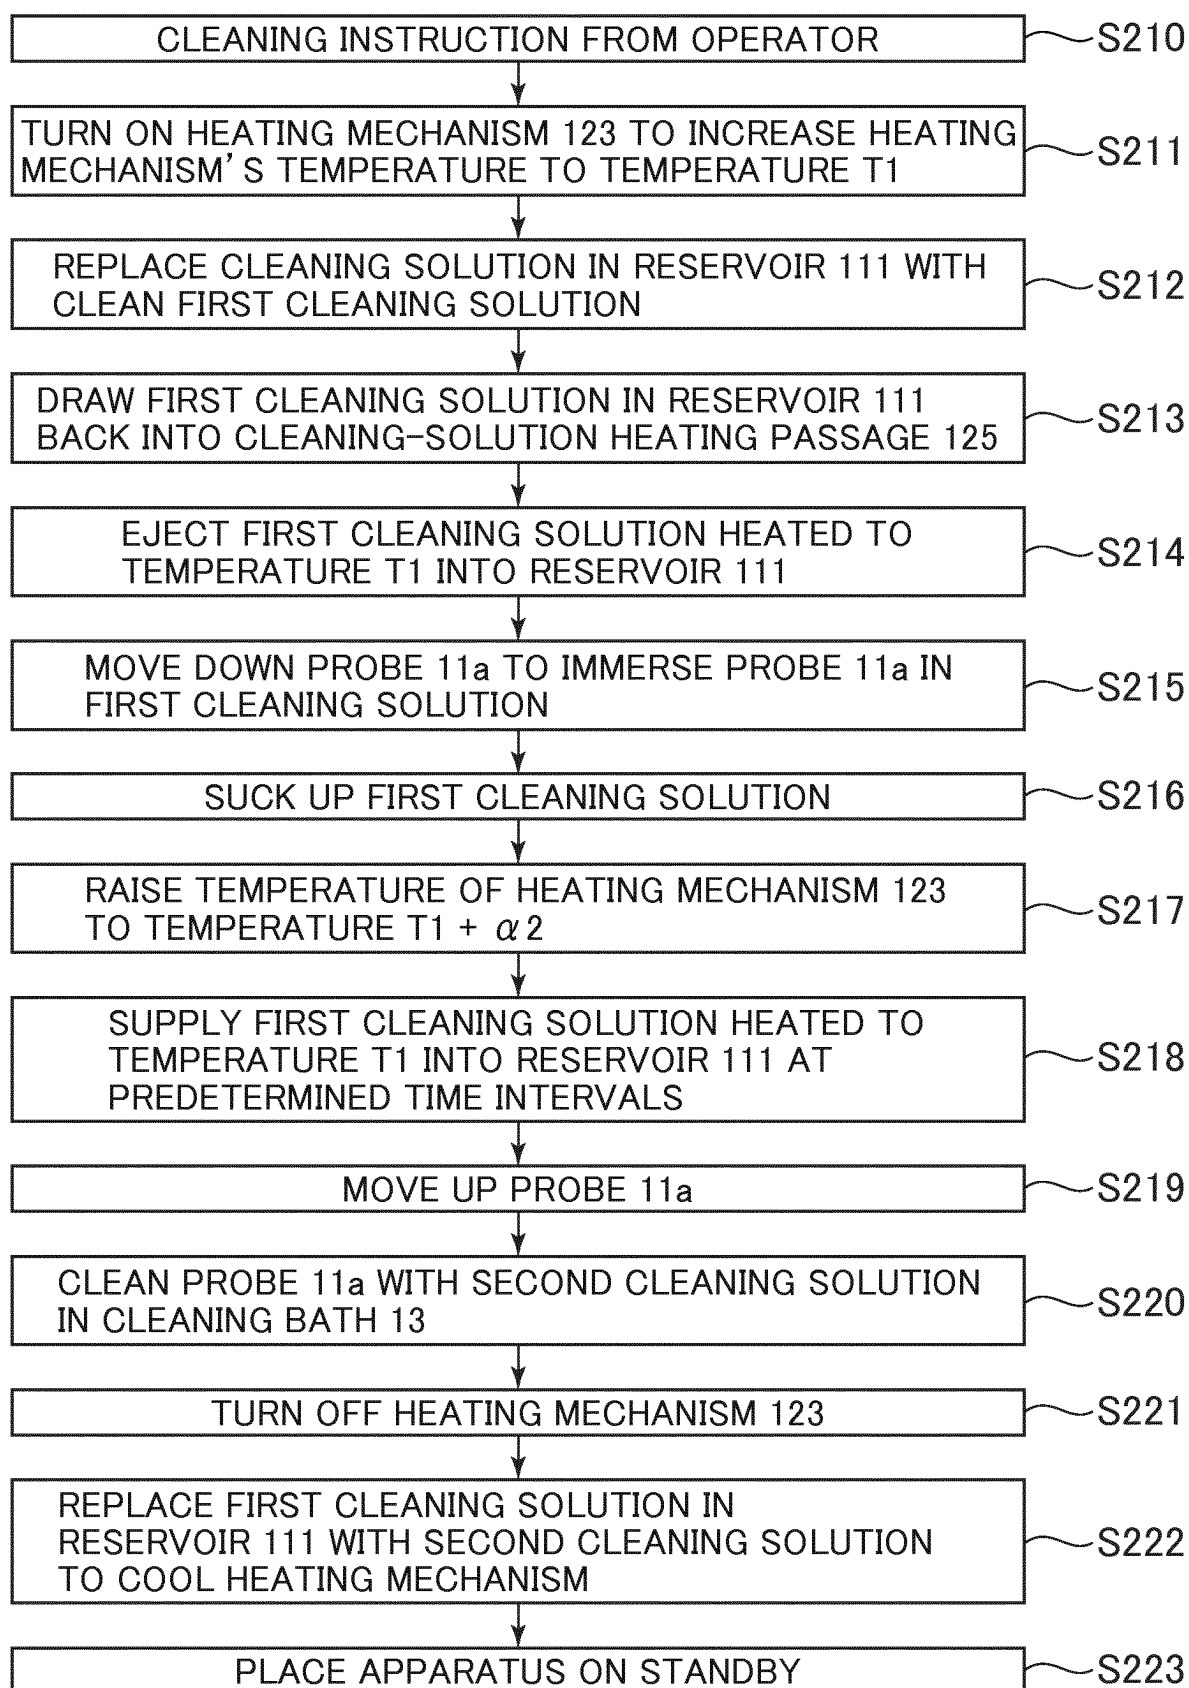 CLEANING INSTRUCTION FROM OPERATOR
S210
TURN ON HEATING MECHANISM 123 TO INCREASE HEATING
MECHANISM'S TEMPERATURE TO TEMPERATURE T1
S211
REPLACE CLEANING SOLUTION IN RESERVOIR 111 WITH
CLEAN FIRST CLEANING SOLUTION
S212
DRAW FIRST CLEANING SOLUTION IN RESERVOIR 111
BACK INTO CLEANING-SOLUTION HEATING PASSAGE 125
S213
EJECT FIRST CLEANING SOLUTION HEATED TO
TEMPERATURE T1 INTO RESERVOIR 111
S214
MOVE DOWN PROBE 11a TO IMMERSE PROBE 11a IN
FIRST CLEANING SOLUTION
S215
SUCK UP FIRST CLEANING SOLUTION
S216
RAISE TEMPERATURE OF HEATING MECHANISM 123
TO TEMPERATURE T1 + α2
S217
SUPPLY FIRST CLEANING SOLUTION HEATED TO
TEMPERATURE T1 INTO RESERVOIR 111 AT
PREDETERMINED TIME INTERVALS
S218
MOVE UP PROBE 11a
S219
CLEAN PROBE 11a WITH SECOND CLEANING SOLUTION
IN CLEANING BATH 13
S220
TURN OFF HEATING MECHANISM 123
S221
REPLACE FIRST CLEANING SOLUTION IN
RESERVOIR 111 WITH SECOND CLEANING SOLUTION
TO COOL HEATING MECHANISM
S222
PLACE APPARATUS ON STANDBY
S223